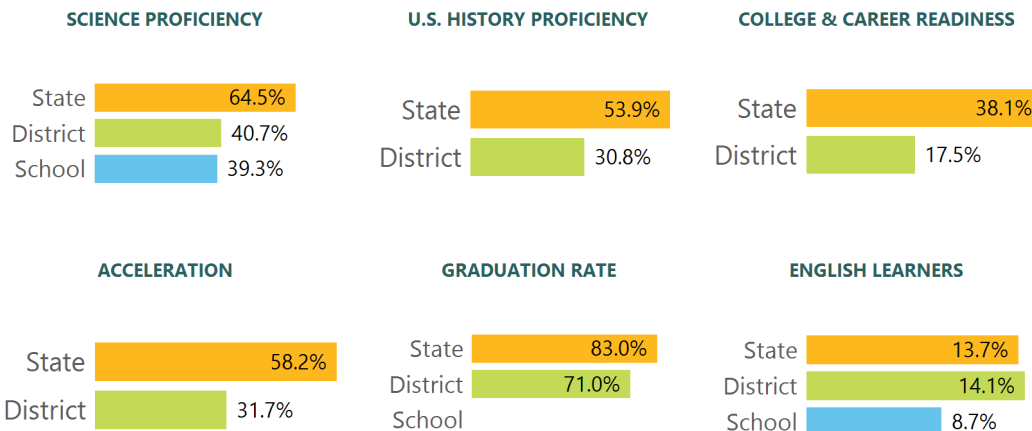 SCIENCE PROFICIENCY
State 64.5%
District 40.7%
School 39.3%
U.S. HISTORY PROFICIENCY
State 53.9%
District 30.8%
COLLEGE & CAREER READINESS
State 38.1%
District 17.5%
ACCELERATION
State 58.2%
District 31.7%
GRADUATION RATE
State 83.0%
District 71.0%
School
ENGLISH LEARNERS
State 13.7%
District 14.1%
School 8.7%